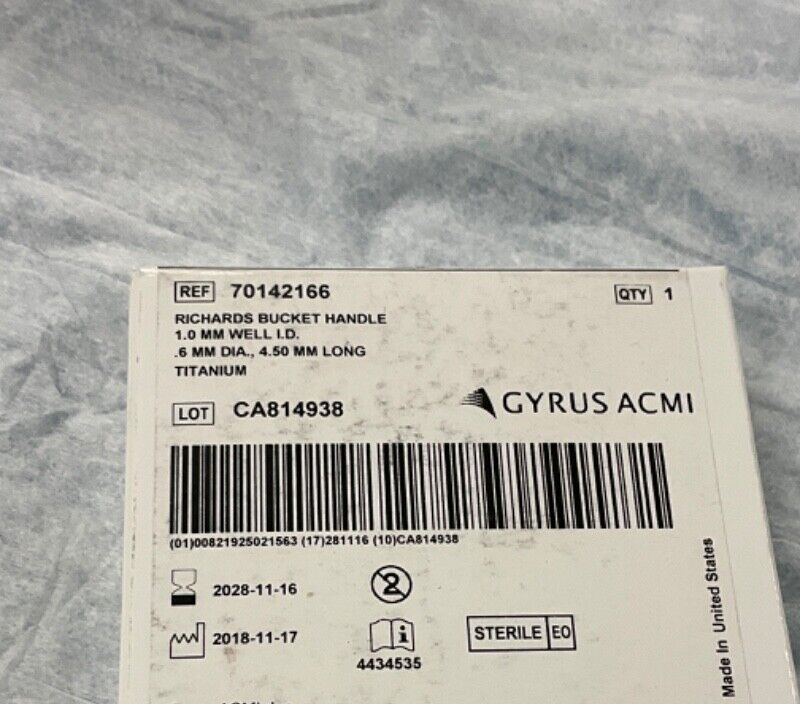 REF 70142166
QTY 1
RICHARDS BUCKET HANDLE
1.0 MM WELL I.D.
.6 MM DIA., 4.50 MM LONG
TITANIUM
LOT CA814938
GYRUS ACMI
(01)00821925021563 (17)281116 (10)CA814938
2028-11-16
2
2018-11-17
i
4434535
STERILE EO
Made In United States